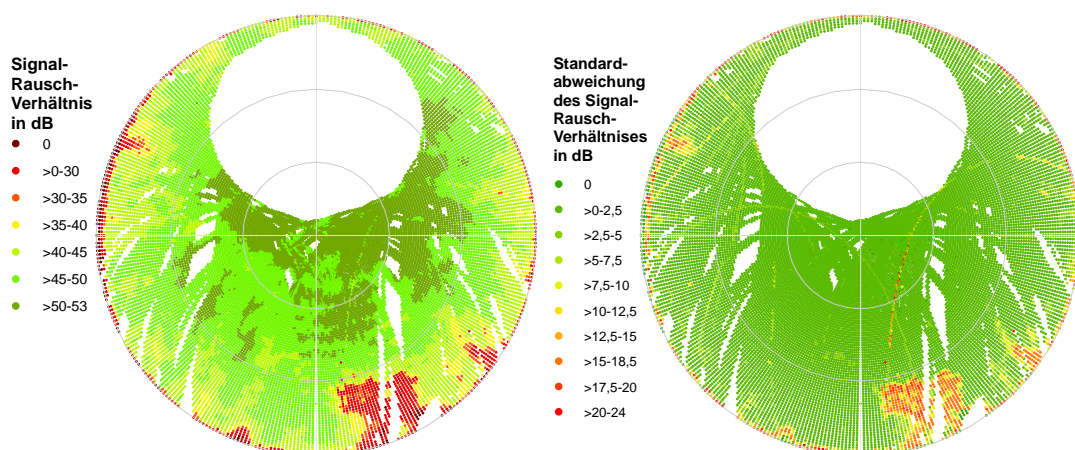 Signal-
Rausch-
Verhältnis
in dB
0
>0-30
>30-35
>35-40
>40-45
>45-50
>50-53
Standard-
abweichung
des Signal-
Rausch-
Verhältnises
in dB
0
>0-2,5
>2,5-5
>5-7,5
>7,5-10
>10-12,5
>12,5-15
>15-18,5
>17,5-20
>20-24